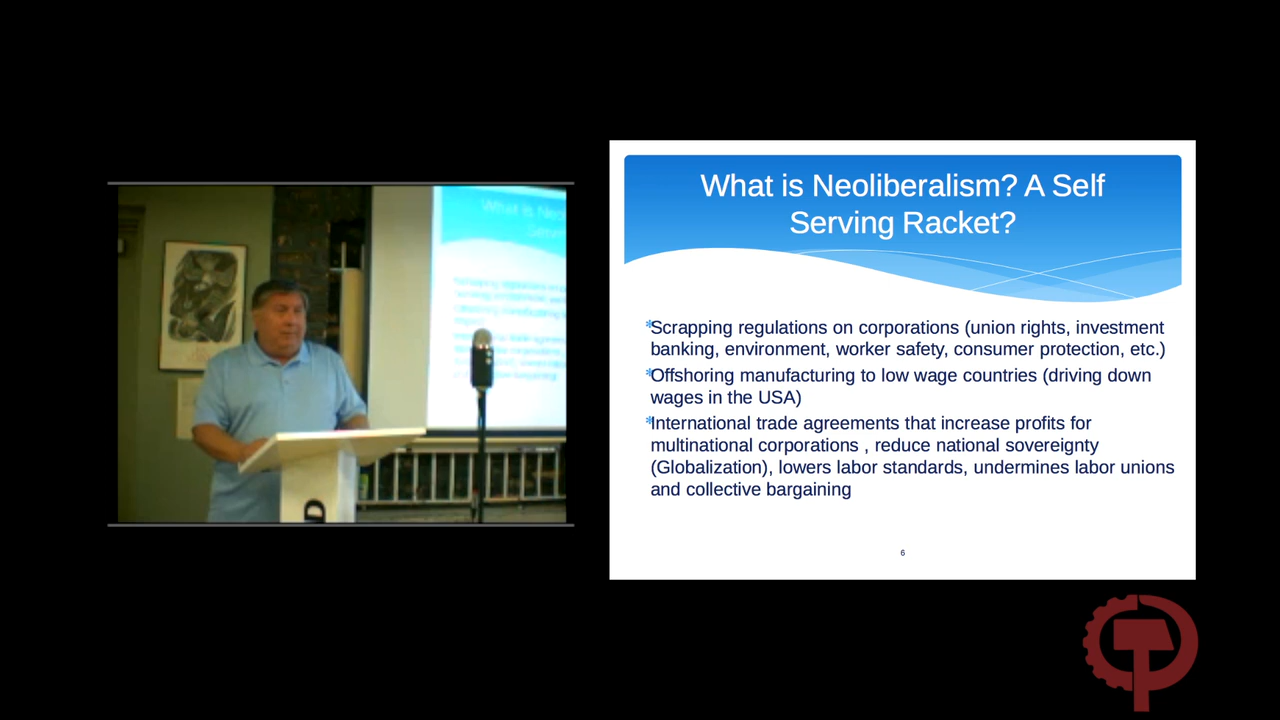 What is Neoliberalism? A Self
Serving Racket?
*Scrapping regulations on corporations (union rights, investment
banking, environment, worker safety, consumer protection, etc.)
*Offshoring manufacturing to low wage countries (driving down
wages in the USA)
*International trade agreements that increase profits for
multinational corporations , reduce national sovereignty
(Globalization), lowers labor standards, undermines labor unions
and collective bargaining
6